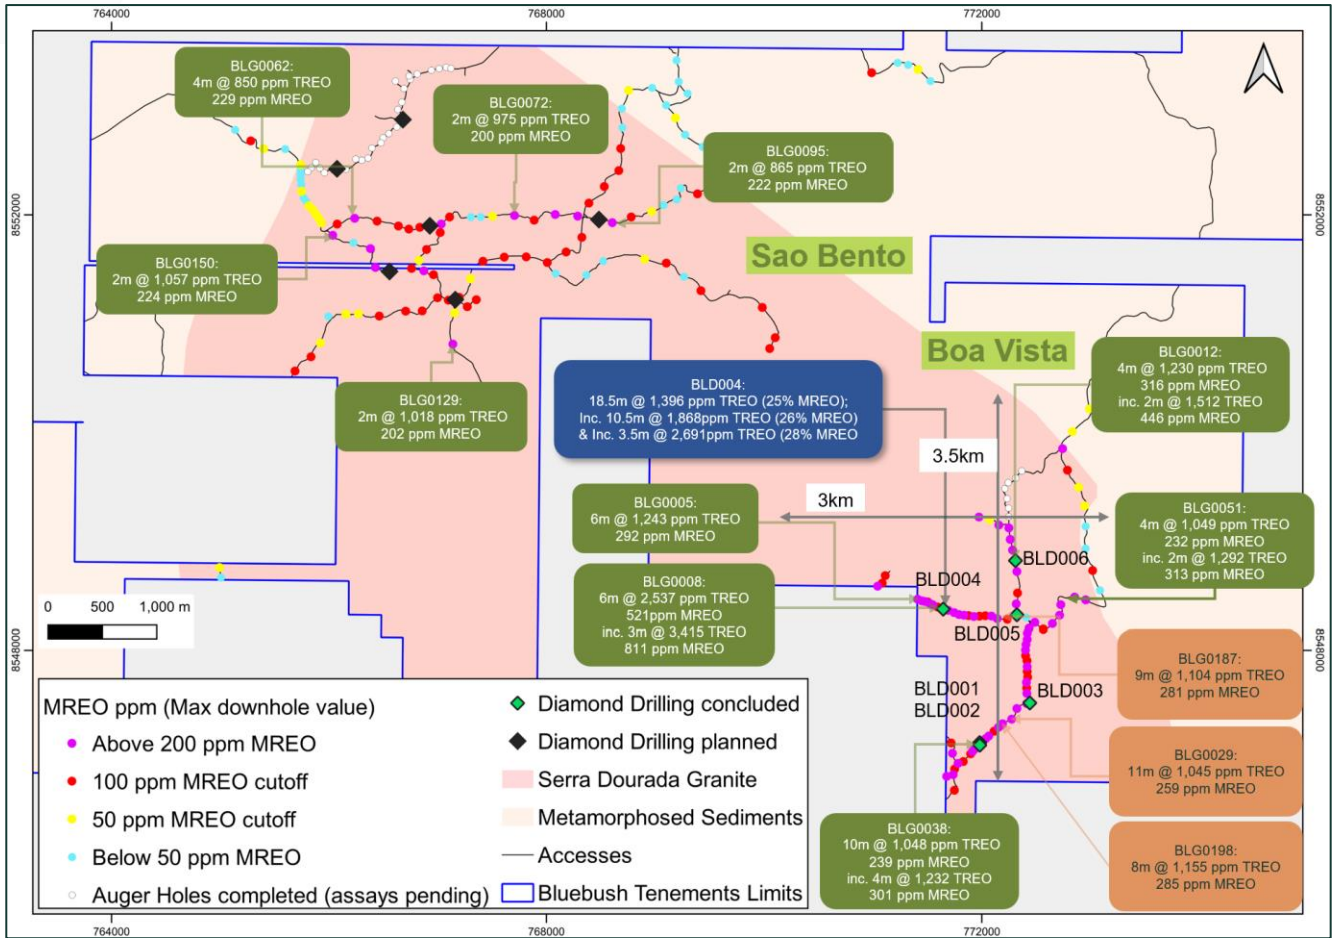 764000
768000
772000
BLG0062:
4m @ 850 ppm TREO
229 ppm MREO
BLG0072:
2m @ 975 ppm TREO
200 ppm MREO
BLG0095:
2m @ 865 ppm TREO
222 ppm MREO
8552000
8552000
Sao Bento
BLG0150:
2m @ 1,057 ppm TREO
224 ppm MREO
Boa Vista
BLG0012:
4m @ 1,230 ppm TREO
316 ppm MREO
inc. 2m @ 1,512 TREO
446 ppm MREO
BLD004:
18.5m @ 1,396 ppm TREO (25% MREO);
Inc. 10.5m @ 1,868ppm TREO (26% MREO)
& Inc. 3.5m @ 2,691ppm TREO (28% MREO
BLG0129:
2m @ 1,018 ppm TREO
202 ppm MREO
3.5km
3km
BLG0005:
6m @ 1,243 ppm TREO
292 ppm MREO
BLG0051:
4m @ 1,049 ppm TREO
232 ppm MREO
inc. 2m @ 1,292 TREO
313 ppm MREO
BLD006
BLD004
BLG0008:
6m @ 2,537 ppm TREO
521ppm MREO
inc. 3m @ 3,415 TREO
811 ppm MREO
0 500 1,000 m
BLD005
8548000
8548000
BLG0187:
9m @ 1,104 ppm TREO
281 ppm MREO
BLD001
BLD002
BLD003
BLG0029:
11m @ 1,045 ppm TREO
259 ppm MREO
BLG0038:
10m @ 1,048 ppm TREO
239 ppm MREO
inc. 4m @ 1,232 TREO
301 ppm MREO
BLG0198:
8m @ 1,155 ppm TREO
285 ppm MREO
MREO ppm (Max downhole value)
Above 200 ppm MREO
100 ppm MREO cutoff
50 ppm MREO cutoff
Below 50 ppm MREO
Auger Holes completed (assays pending)
Diamond Drilling concluded
Diamond Drilling planned
Serra Dourada Granite
Metamorphosed Sediments
Accesses
Bluebush Tenements Limits
764000
768000
772000